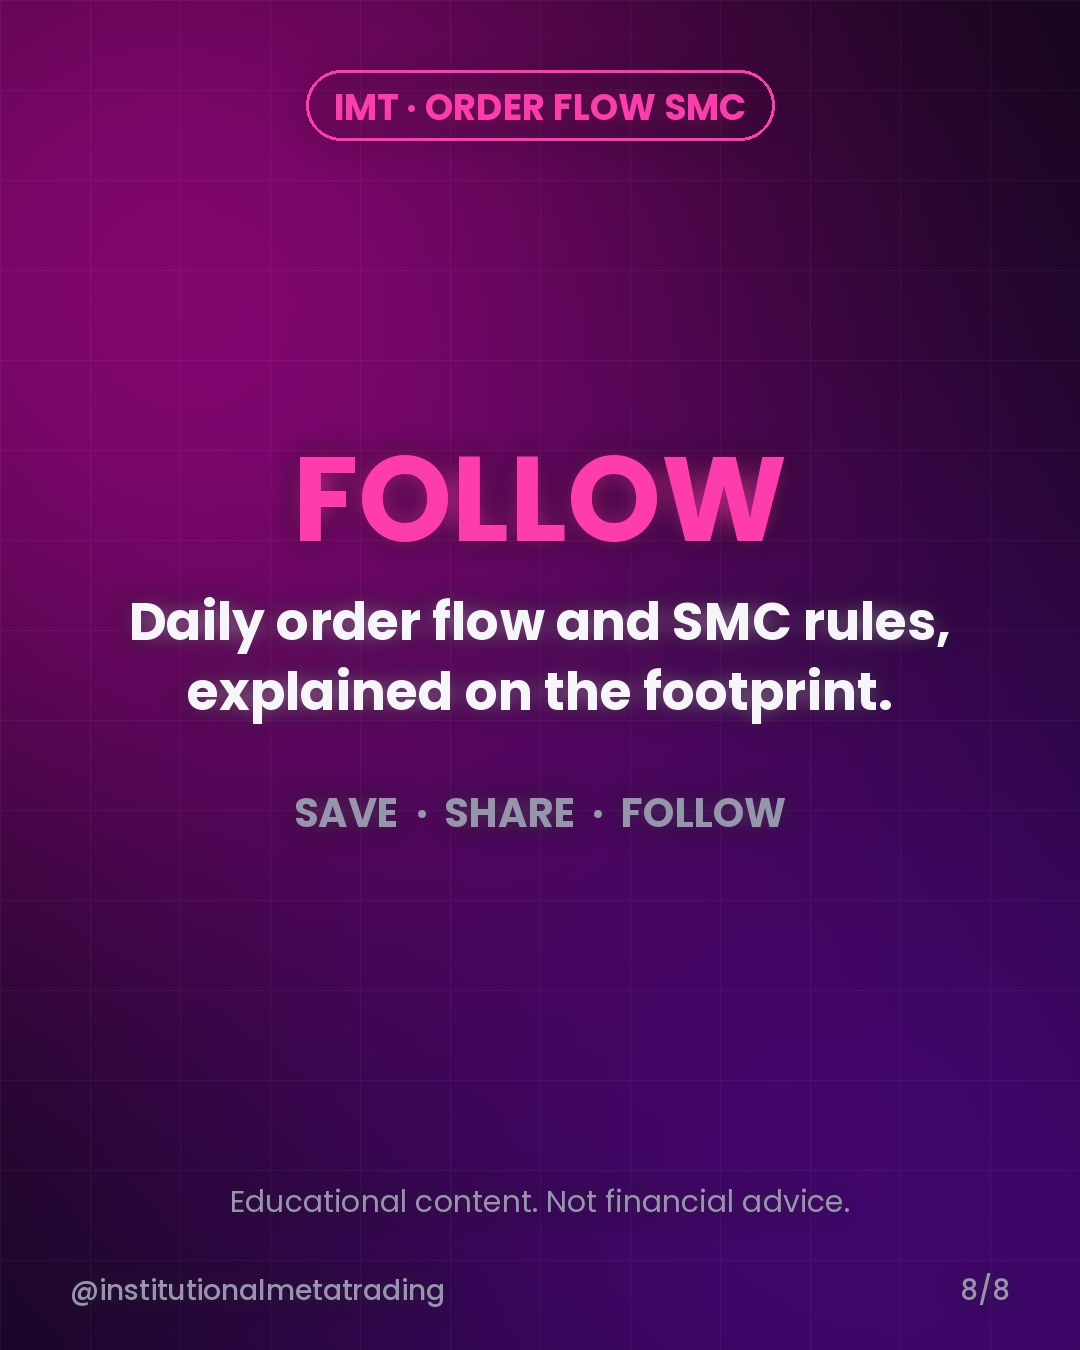 IMT · ORDER FLOW SMC
FOLLOW
Daily order flow and SMC rules,
explained on the footprint.
SAVE · SHARE · FOLLOW
Educational content. Not financial advice.
@institutionalmetatrading
8/8